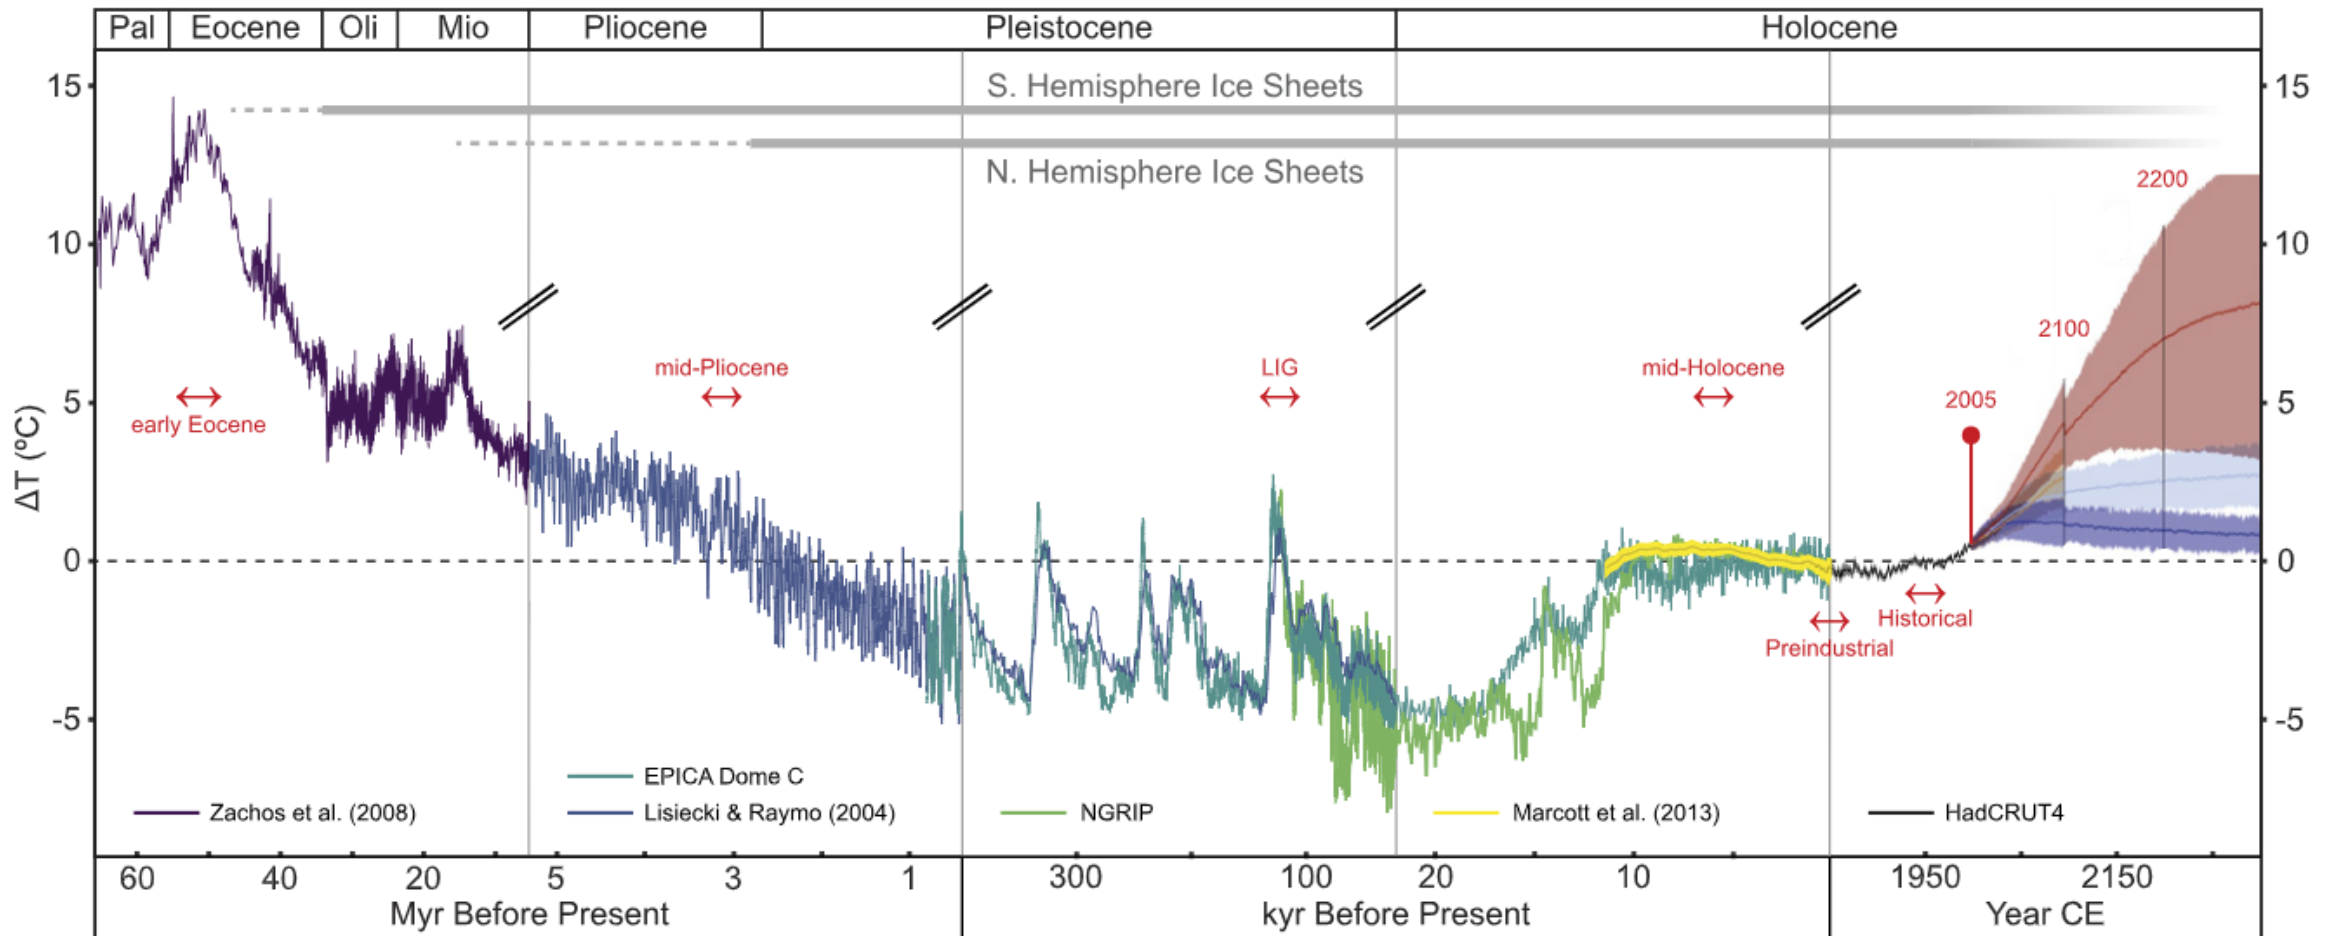 Pal Eocene Oli Mio Pliocene Pleistocene Holocene
15 S. Hemisphere Ice Sheets 15
N. Hemisphere Ice Sheets
2200
10 10
2100
mid-Pliocene LIG mid-Holocene
5 2005 5
early Eocene
ΔT (ºC)
0 0
Historical
Preindustrial
-5 -5
EPICA Dome C
Zachos et al. (2008) Lisiecki & Raymo (2004) NGRIP Marcott et al. (2013) HadCRUT4
60 40 20 5 3 1 300 100 20 10 1950 2150
Myr Before Present kyr Before Present Year CE